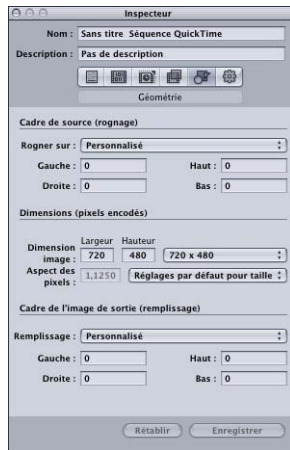 Inspecteur
Nom : Sans titre Séquence QuickTime
Description : Pas de description
Géométrie
Cadre de source (rognage)
Rogner sur : Personnalisé
Gauche : 0 Haut : 0
Droite : 0 Bas : 0
Dimensions (pixels encodés)
Largeur Hauteur
Dimension image : 720 480 720 x 480
Aspect des pixels : 1,1250 Réglages par défaut pour taille
Cadre de l'image de sortie (remplissage)
Remplissage : Personnalisé
Gauche : 0 Haut : 0
Droite : 0 Bas : 0
Rétablir Enregistrer